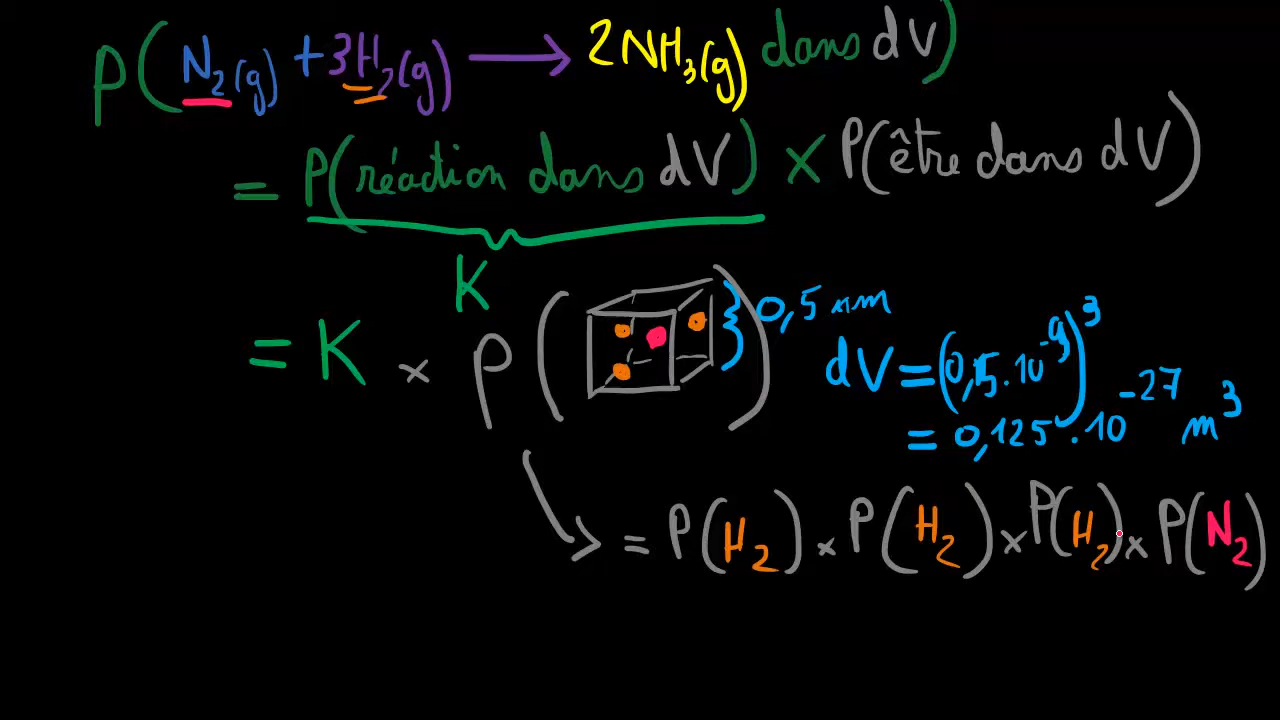 P(N₂(g) + 3H₂(g) ⟶ 2NH₃(g) dans dV)
= P(réaction dans dV) × P(être dans dV)
K
= K × P( ) 0,5 nm
dV = (0,5.10⁻⁹)³
= 0,125.10⁻²⁷ m³
= P(H₂) × P(H₂) × P(H₂) × P(N₂)